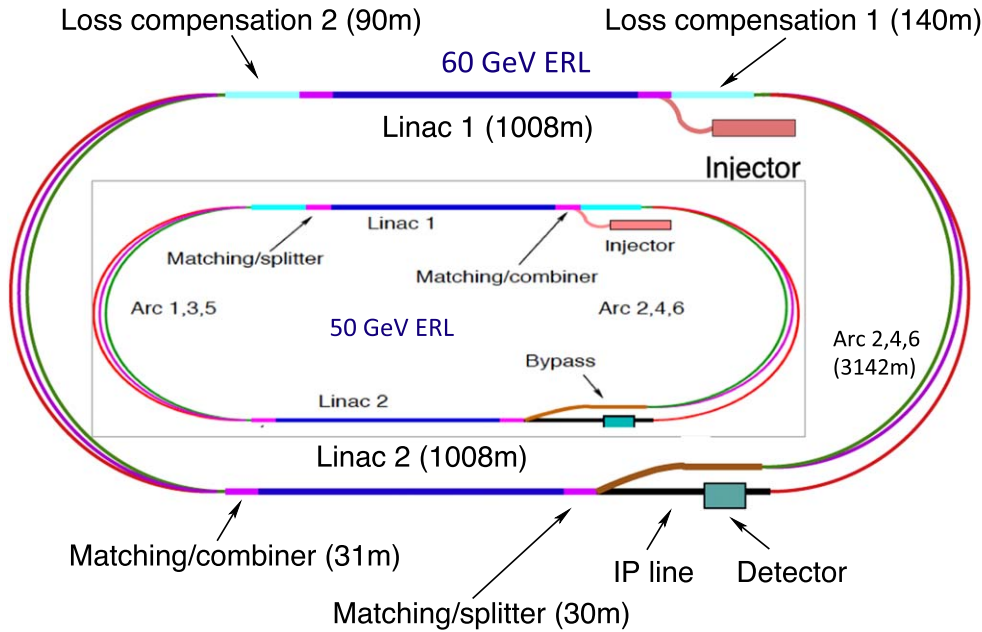 Loss compensation 2 (90m)
Loss compensation 1 (140m)
60 GeV ERL
Linac 1 (1008m)
Injector
Linac 1
Injector
Matching/splitter
Matching/combiner
Arc 1,3,5
Arc 2,4,6
50 GeV ERL
Arc 2,4,6
(3142m)
Bypass
Linac 2
Linac 2 (1008m)
Matching/combiner (31m)
IP line
Detector
Matching/splitter (30m)